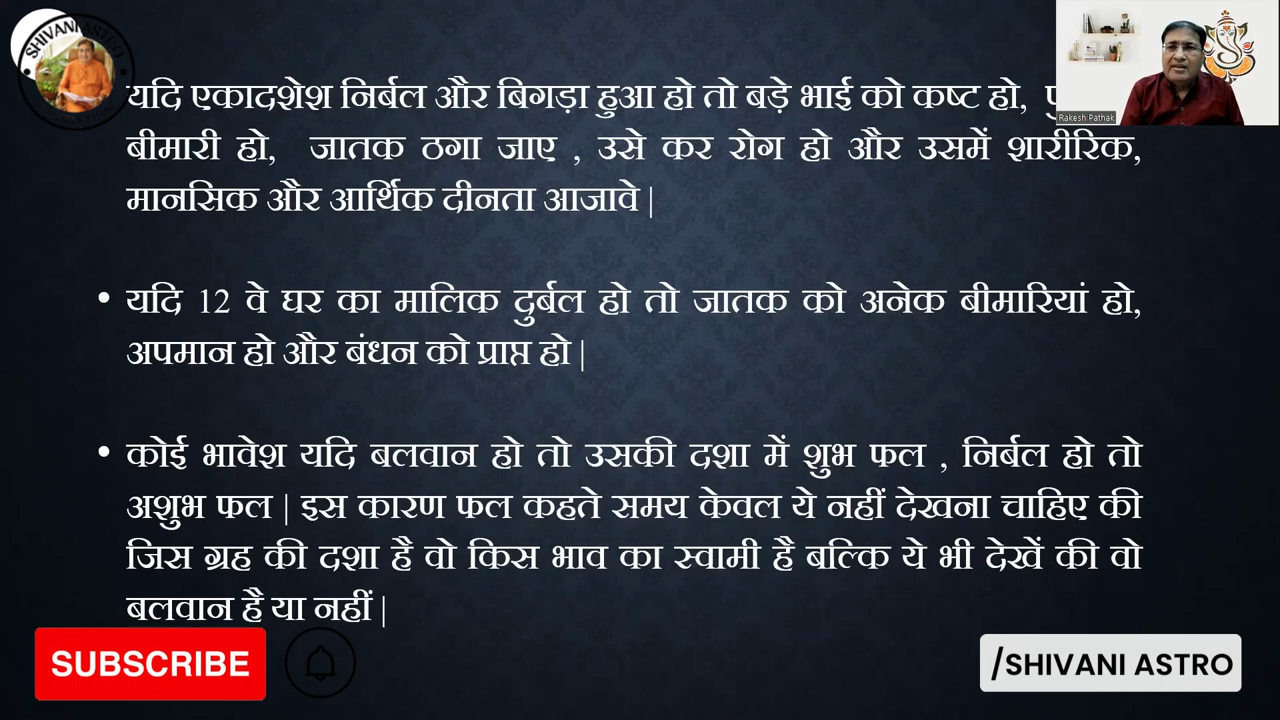 SHIVANI ASTRO
Rakesh Pathak
यदि एकादशेश निर्बल और बिगड़ा हुआ हो तो बड़े भाई को कष्ट हो,
बीमारी हो, जातक ठगा जाए , उसे कर रोग हो और उसमें शारीरिक,
मानसिक और आर्थिक दीनता आजावे |
• यदि 12 वे घर का मालिक दुर्बल हो तो जातक को अनेक बीमारियां हो,
अपमान हो और बंधन को प्राप्त हो |
• कोई भावेश यदि बलवान हो तो उसकी दशा में शुभ फल , निर्बल हो तो
अशुभ फल | इस कारण फल कहते समय केवल ये नहीं देखना चाहिए की
जिस ग्रह की दशा है वो किस भाव का स्वामी है बल्कि ये भी देखें की वो
बलवान है या नहीं |
SUBSCRIBE
/SHIVANI ASTRO